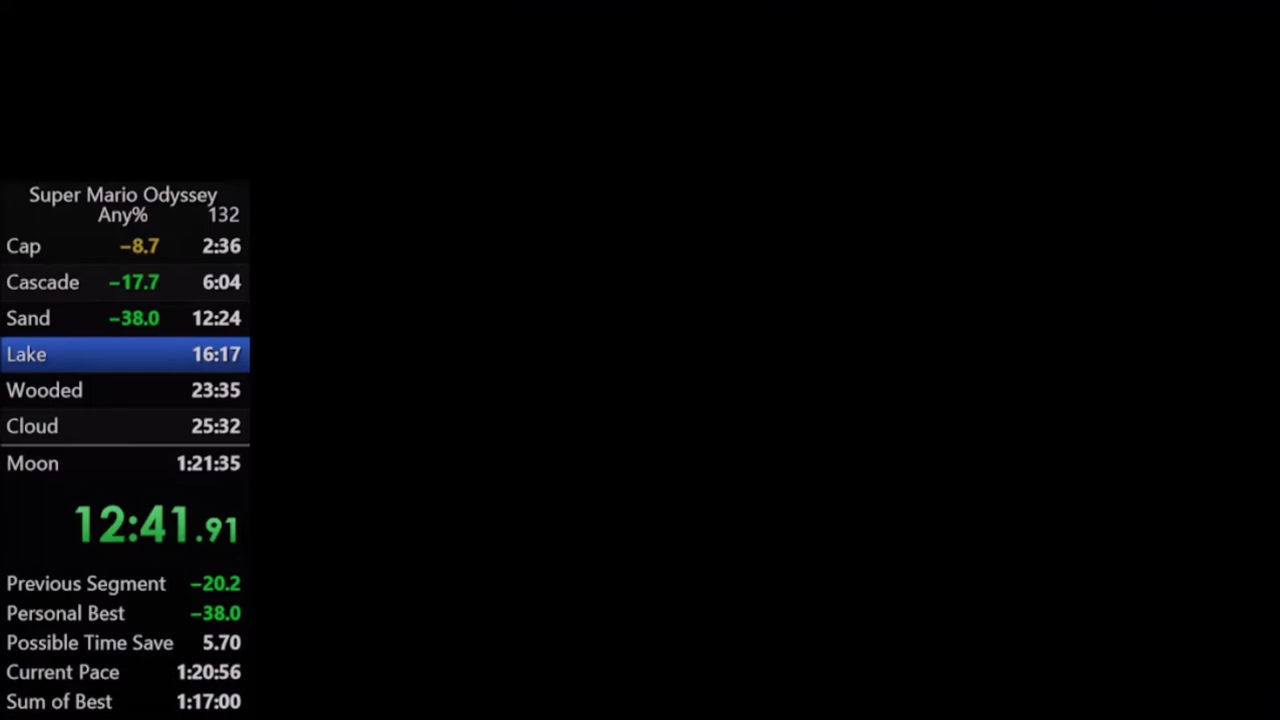 Super Mario Odyssey
Any% 132
Cap −8.7 2:36
Cascade −17.7 6:04
Sand −38.0 12:24
Lake 16:17
Wooded 23:35
Cloud 25:32
Moon 1:21:35
12:41.91
Previous Segment −20.2
Personal Best −38.0
Possible Time Save 5.70
Current Pace 1:20:56
Sum of Best 1:17:00